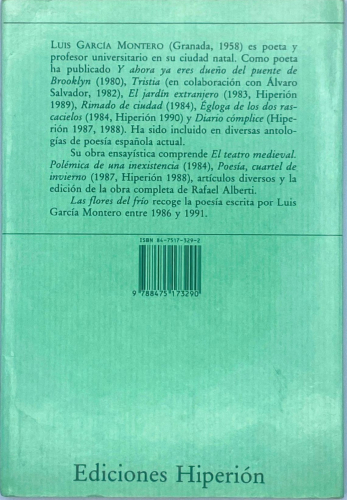 LUIS GARCÍA MONTERO (Granada, 1958) es poeta y
profesor universitario en su ciudad natal. Como poeta
ha publicado Y ahora ya eres dueño del puente de
Brooklyn (1980), Tristia (en colaboración con Álvaro
Salvador, 1982), El jardín extranjero (1983, Hiperión
1989), Rimado de ciudad (1984), Égloga de los dos ras-
cacielos (1984, Hiperión 1990) y Diario cómplice (Hipe-
rión 1987, 1988). Ha sido incluido en diversas antolo-
gías de poesía española actual.
Su obra ensayística comprende El teatro medieval.
Polémica de una inexistencia (1984), Poesía, cuartel de
invierno (1987, Hiperión 1988), artículos diversos y la
edición de la obra completa de Rafael Alberti.
Las flores del frío recoge la poesía escrita por Luis
García Montero entre 1986 y 1991.
ISBN 84-7517-329-2
9 788475 173290
Ediciones Hiperión